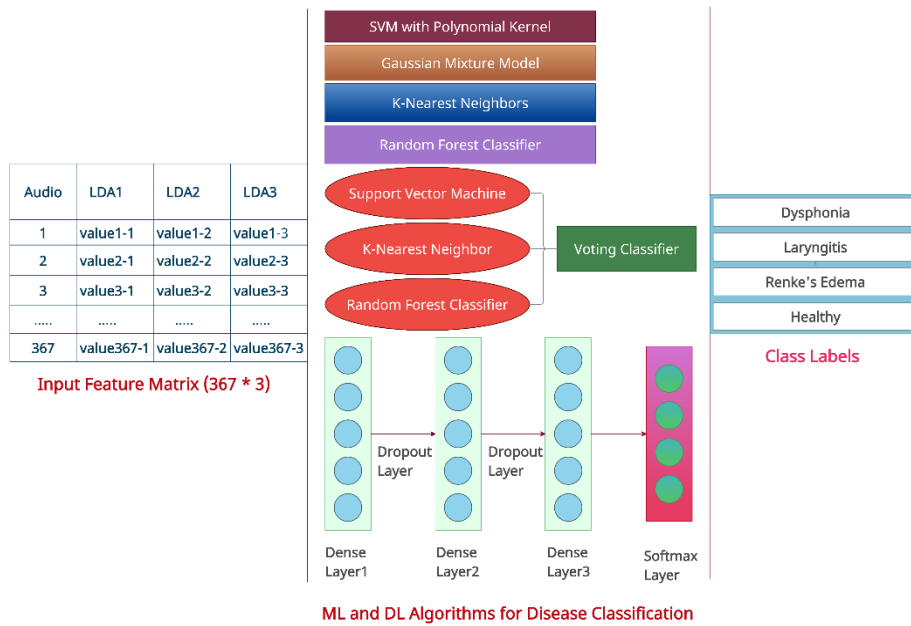 SVM with Polynomial Kernel
Gaussian Mixture Model
K-Nearest Neighbors
Random Forest Classifier
Audio LDA1 LDA2 LDA3
1 value1-1 value1-2 value1-3
2 value2-1 value2-2 value2-3
3 value3-1 value3-2 value3-3
..... ..... ..... .....
367 value367-1 value367-2 value367-3
Input Feature Matrix (367 * 3)
Support Vector Machine
K-Nearest Neighbor
Random Forest Classifier
Voting Classifier
Dysphonia
Laryngitis
Renke's Edema
Healthy
Class Labels
Dropout
Layer
Dropout
Layer
Dense
Layer1
Dense
Layer2
Dense
Layer3
Softmax
Layer
ML and DL Algorithms for Disease Classification